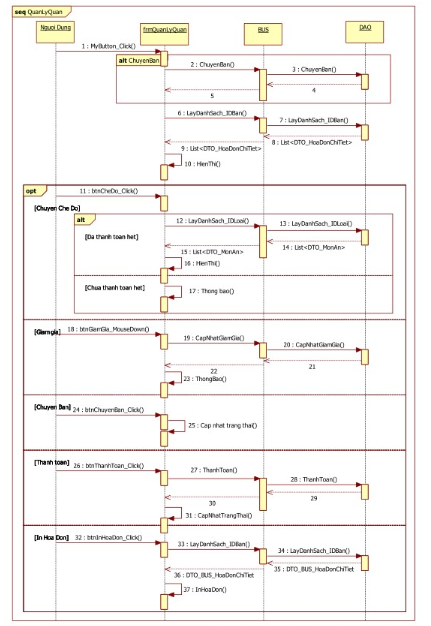 seq QuanLyQuan
Nguoi Dung
frmQuanLyQuan
BUS
DAO
1 : MyButton_Click()
alt ChuyenBan
2 : ChuyenBan()
3 : ChuyenBan()
4
5
6 : LayDanhSach_IDBan()
7 : LayDanhSach_IDBan()
8 : List<DTO_HoaDonChiTiet>
9 : List<DTO_HoaDonChiTiet>
10 : HienThi()
opt
11 : btnCheDo_Click()
[Chuyen Che Do]
alt
12 : LayDanhSach_IDLoai()
13 : LayDanhSach_IDLoai()
[Da thanh toan het]
14 : List<DTO_MonAn>
15 : List<DTO_MonAn>
16 : HienThi()
[Chua thanh toan het]
17 : Thong bao()
[Giam gia]
18 : btnGiamGia_MouseDown()
19 : CapNhatGiamGia()
20 : CapNhatGiamGia()
21
22
23 : ThongBao()
[Chuyen Ban]
24 : btnChuyenBan_Click()
25 : Cap nhat trang thai()
[Thanh toan]
26 : btnThanhToan_Click()
27 : ThanhToan()
28 : ThanhToan()
29
30
31 : CapNhatTrangThai()
[In Hoa Don]
32 : btnInHoaDon_Click()
33 : LayDanhSach_IDBan()
34 : LayDanhSach_IDBan()
35 : DTO_BUS_HoaDonChiTiet
36 : DTO_BUS_HoaDonChiTiet
37 : InHoaDon()